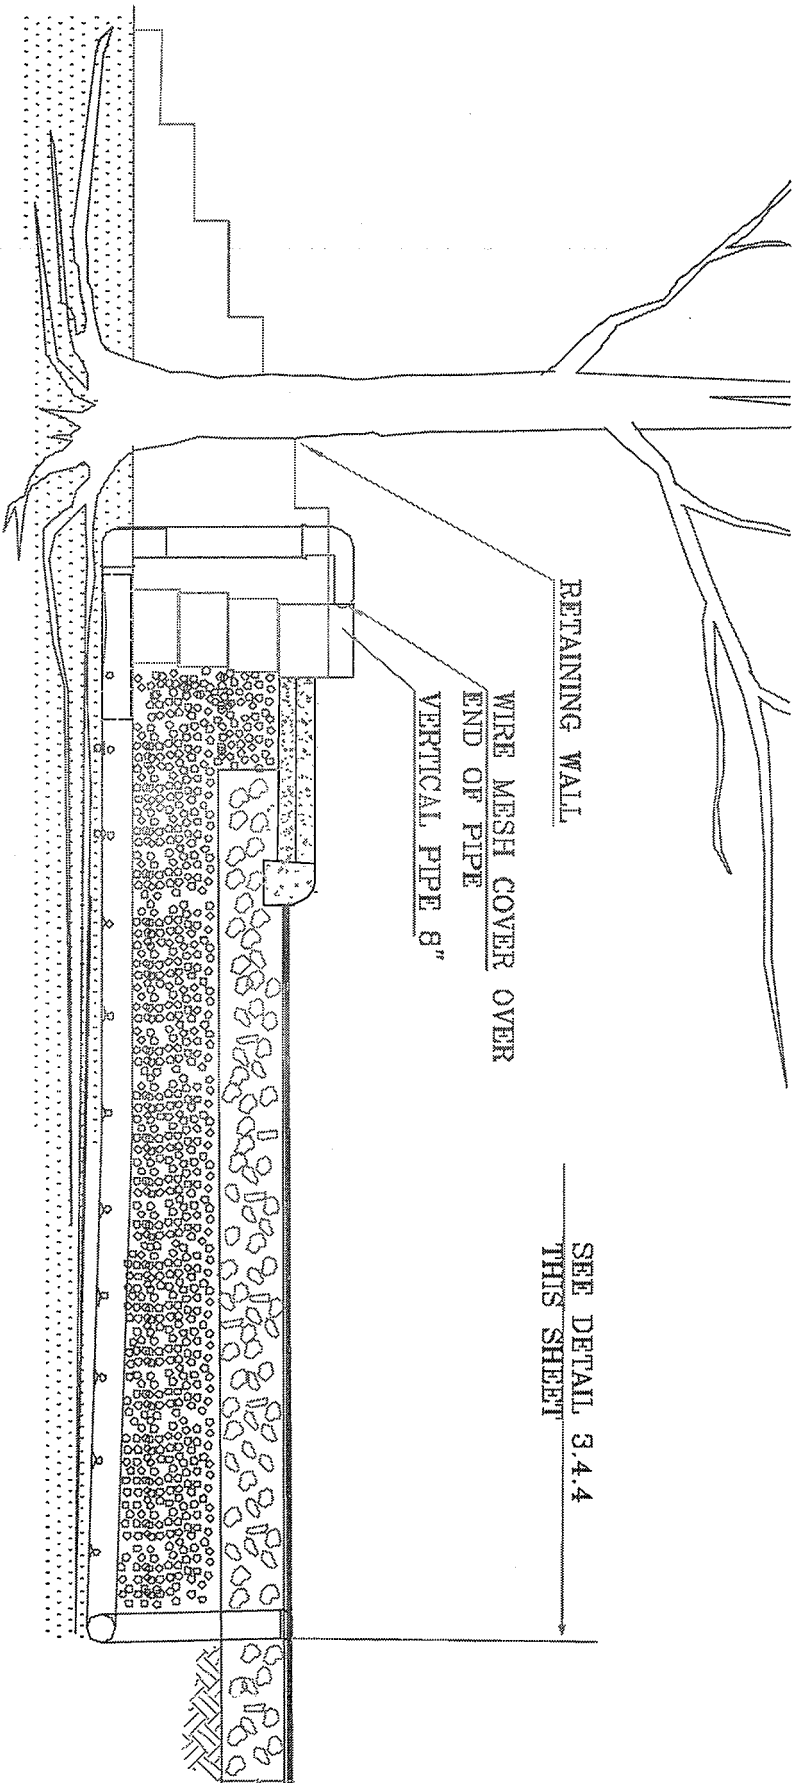 RETAINING WALL
WIRE MESH COVER OVER
END OF PIPE
VERTICAL PIPE 8"
SEE DETAIL 3.4.4
THIS SHEET